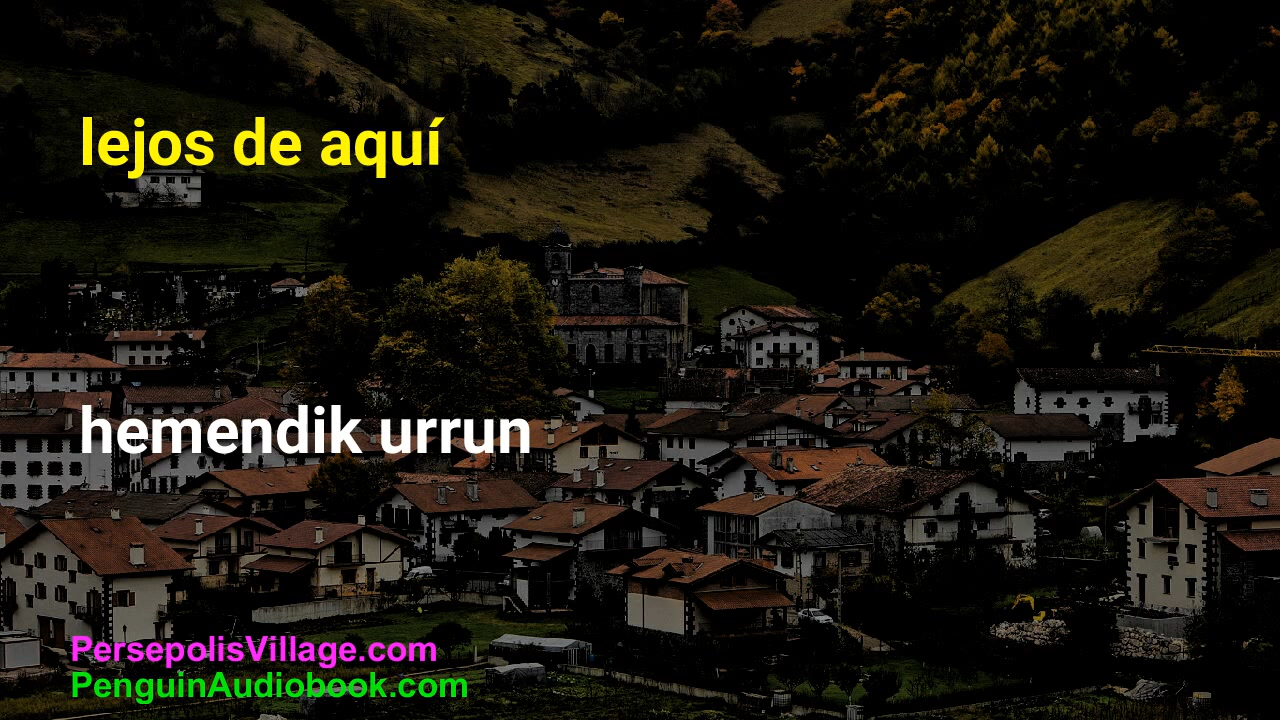 lejos de aquí
hemendik urrun
PersepolisVillage.com
PenguinAudiobook.com